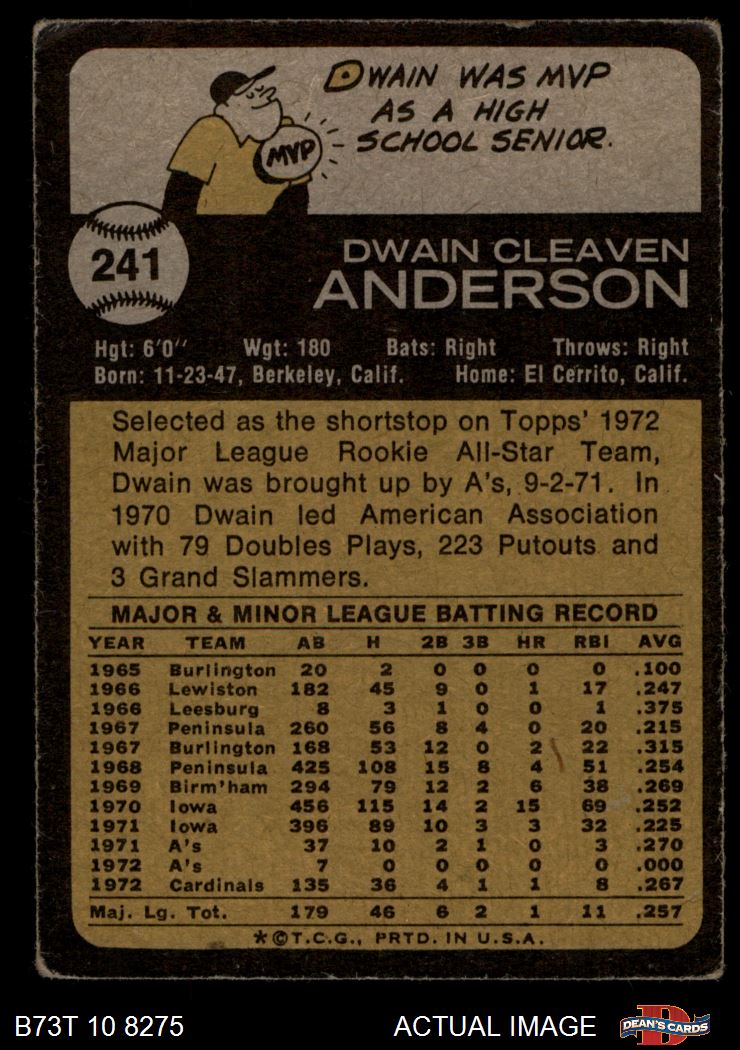 DWAIN WAS MVP
AS A HIGH
SCHOOL SENIOR.
MVP
241
DWAIN CLEAVEN
ANDERSON
Hgt: 6'0" Wgt: 180 Bats: Right Throws: Right
Born: 11-23-47, Berkeley, Calif. Home: El Cerrito, Calif.
Selected as the shortstop on Topps' 1972
Major League Rookie All-Star Team,
Dwain was brought up by A's, 9-2-71. In
1970 Dwain led American Association
with 79 Doubles Plays, 223 Putouts and
3 Grand Slammers.
MAJOR & MINOR LEAGUE BATTING RECORD
YEAR TEAM AB H 2B 3B HR RBI AVG
1965 Burlington 20 2 0 0 0 0 .100
1966 Lewiston 182 45 9 0 1 17 .247
1966 Leesburg 8 3 1 0 0 1 .375
1967 Peninsula 260 56 8 4 0 20 .215
1967 Burlington 168 53 12 0 2 22 .315
1968 Peninsula 425 108 15 8 4 51 .254
1969 Birm'ham 294 79 12 2 6 38 .269
1970 Iowa 456 115 14 2 15 69 .252
1971 Iowa 396 89 10 3 3 32 .225
1971 A's 37 10 2 1 0 3 .270
1972 A's 7 0 0 0 0 0 .000
1972 Cardinals 135 36 4 1 1 8 .267
Maj. Lg. Tot. 179 46 6 2 1 11 .257
*©T.C.G., PRTD. IN U.S.A.
B73T 10 8275 ACTUAL IMAGE D DEAN'S CARDS